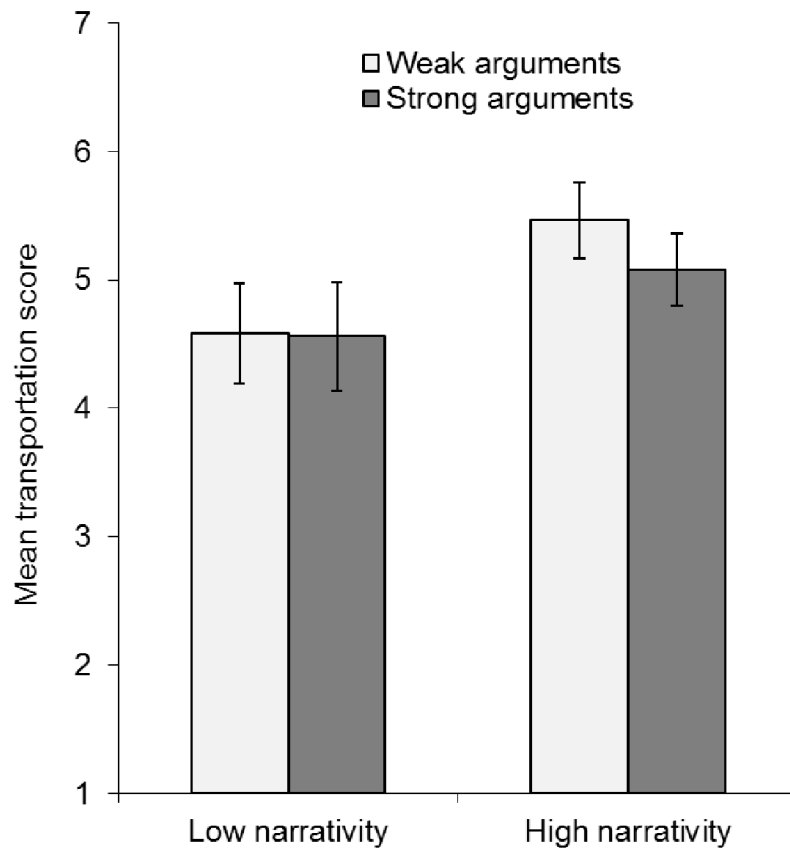 7
Weak arguments
Strong arguments
6
5
4
3
2
1
Mean transportation score
Low narrativity
High narrativity